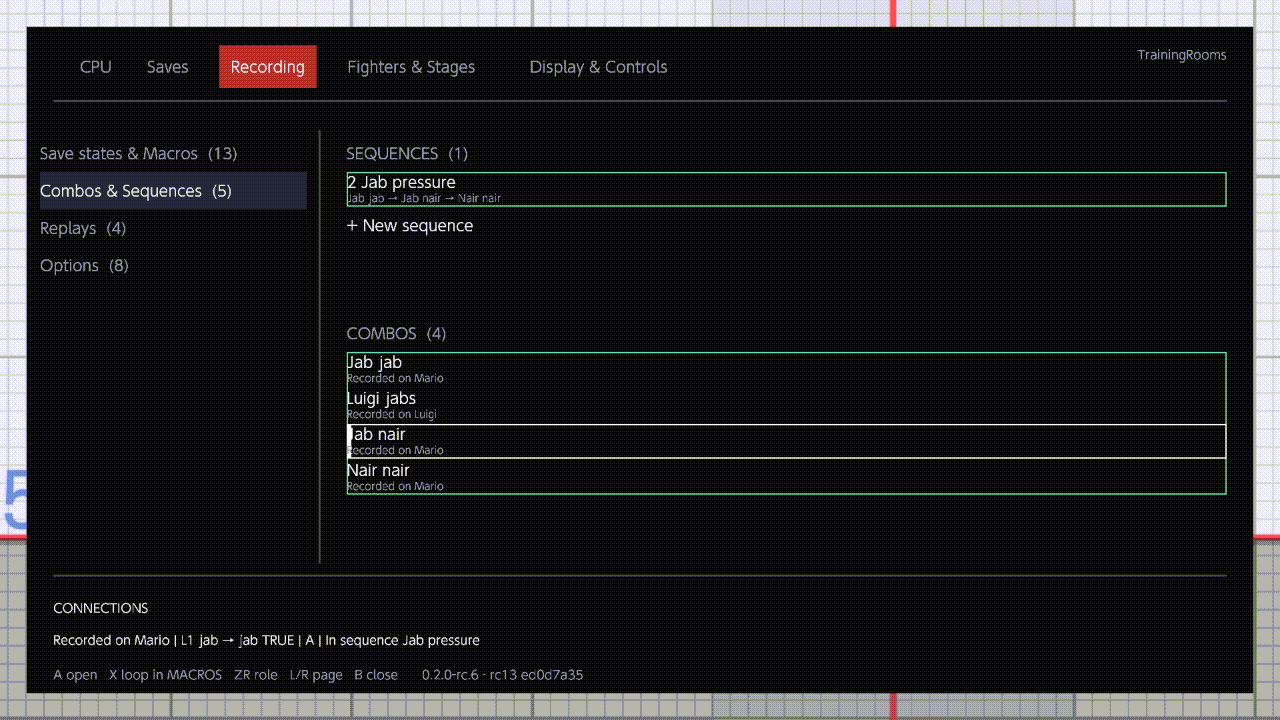 CPU Saves Recording Fighters & Stages Display & Controls TrainingRooms
Save states & Macros (13)
Combos & Sequences (5)
Replays (4)
Options (8)
SEQUENCES (1)
2 Jab pressure
Jab jab → Jab nair → Nair nair
+ New sequence
COMBOS (4)
Jab jab
Recorded on Mario
Luigi jabs
Recorded on Luigi
Jab nair
Recorded on Mario
Nair nair
Recorded on Mario
5
CONNECTIONS
Recorded on Mario | L1 jab → jab TRUE | A | In sequence Jab pressure
A open X loop in MACROS ZR role L/R page B close 0.2.0-rc.6 · rc13 ed0d7a35